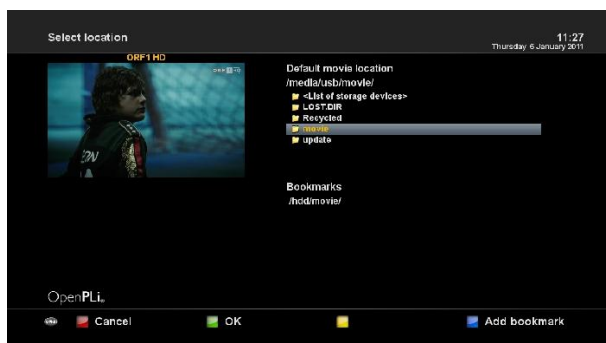 Select location
11:27
Thursday 6 January 2011
ORF1 HD
Default movie location
/media/usb/movie/
<List of storage devices>
LOST.DIR
Recycled
movie
update
Bookmarks
/hdd/movie/
OpenPLi
Cancel
OK
Add bookmark